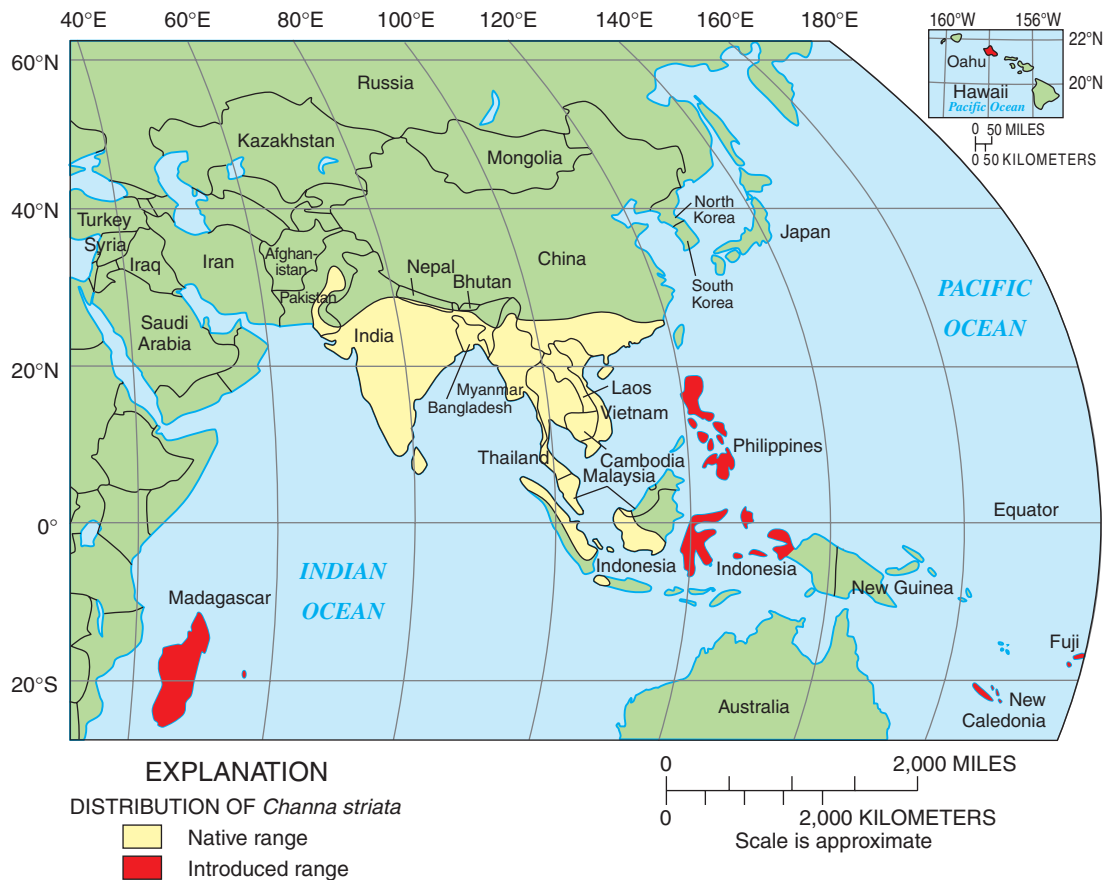 40°E 60°E 80°E 100°E 120°E 140°E 160°E 180°E
160°W 156°W
22°N
Oahu
20°N
Hawaii
Pacific Ocean
0 50 MILES
0 50 KILOMETERS
60°N
Russia
Kazakhstan
Mongolia
40°N
North
Korea
Turkey
Syria
Japan
Iraq
Iran
Afghan-
istan
China
Nepal
Bhutan
South
Korea
Pakistan
PACIFIC
OCEAN
Saudi
Arabia
India
20°N
Myanmar
Laos
Bangladesh
Vietnam
Philippines
Thailand
Cambodia
Malaysia
Equator
0°
Indonesia
Indonesia
INDIAN
OCEAN
New Guinea
Madagascar
Fuji
20°S
Australia
New
Caledonia
EXPLANATION
DISTRIBUTION OF Channa striata
Native range
Introduced range
0 2,000 MILES
0 2,000 KILOMETERS
Scale is approximate